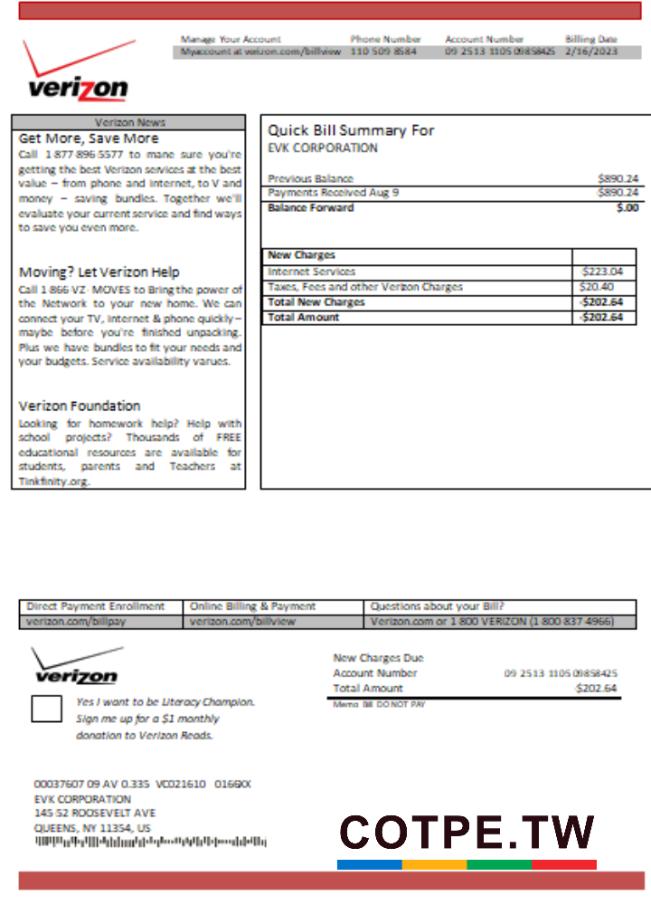 Manage Your Account Phone Number Account Number Billing Date
Myaccount at verizon.com/billview 110 509 8584 09 2513 1105 09858425 2/16/2023
verizon
Verizon News
Get More, Save More
Call 1-877-896-5577 to mane sure you're
getting the best Verizon services at the best
value – from phone and internet, to V and
money – saving bundles. Together we'll
evaluate your current service and find ways
to save you even more.
Moving? Let Verizon Help
Call 1-866-VZ-MOVES to Bring the power of
the Network to your new home. We can
connect your TV, internet & phone quickly –
maybe before you're finished unpacking.
Plus we have bundles to fit your needs and
your budgets. Service availability varues.
Verizon Foundation
Looking for homework help? Help with
school projects? Thousands of FREE
educational resources are available for
students, parents and Teachers at
Tinkfinity.org.
Quick Bill Summary For
EVK CORPORATION
Previous Balance $890.24
Payments Received Aug 9 -$890.24
Balance Forward $.00
New Charges
Internet Services -$223.04
Taxes, Fees and other Verizon Charges $20.40
Total New Charges -$202.64
Total Amount -$202.64
Direct Payment Enrollment Online Billing & Payment Questions about your Bill?
verizon.com/billpay verizon.com/billview Verizon.com or 1-800-VERIZON (1-800-837-4966)
verizon
Yes I want to be Literacy Champion.
Sign me up for a $1 monthly
donation to Verizon Reads.
New Charges Due
Account Number 09 2513 1105 09858425
Total Amount -$202.64
Memo Bill DO NOT PAY
00037607 09 AV 0.335 VC021610
EVK CORPORATION
145-52 ROOSEVELT AVE
QUEENS, NY 11354, US
COTPE.TW